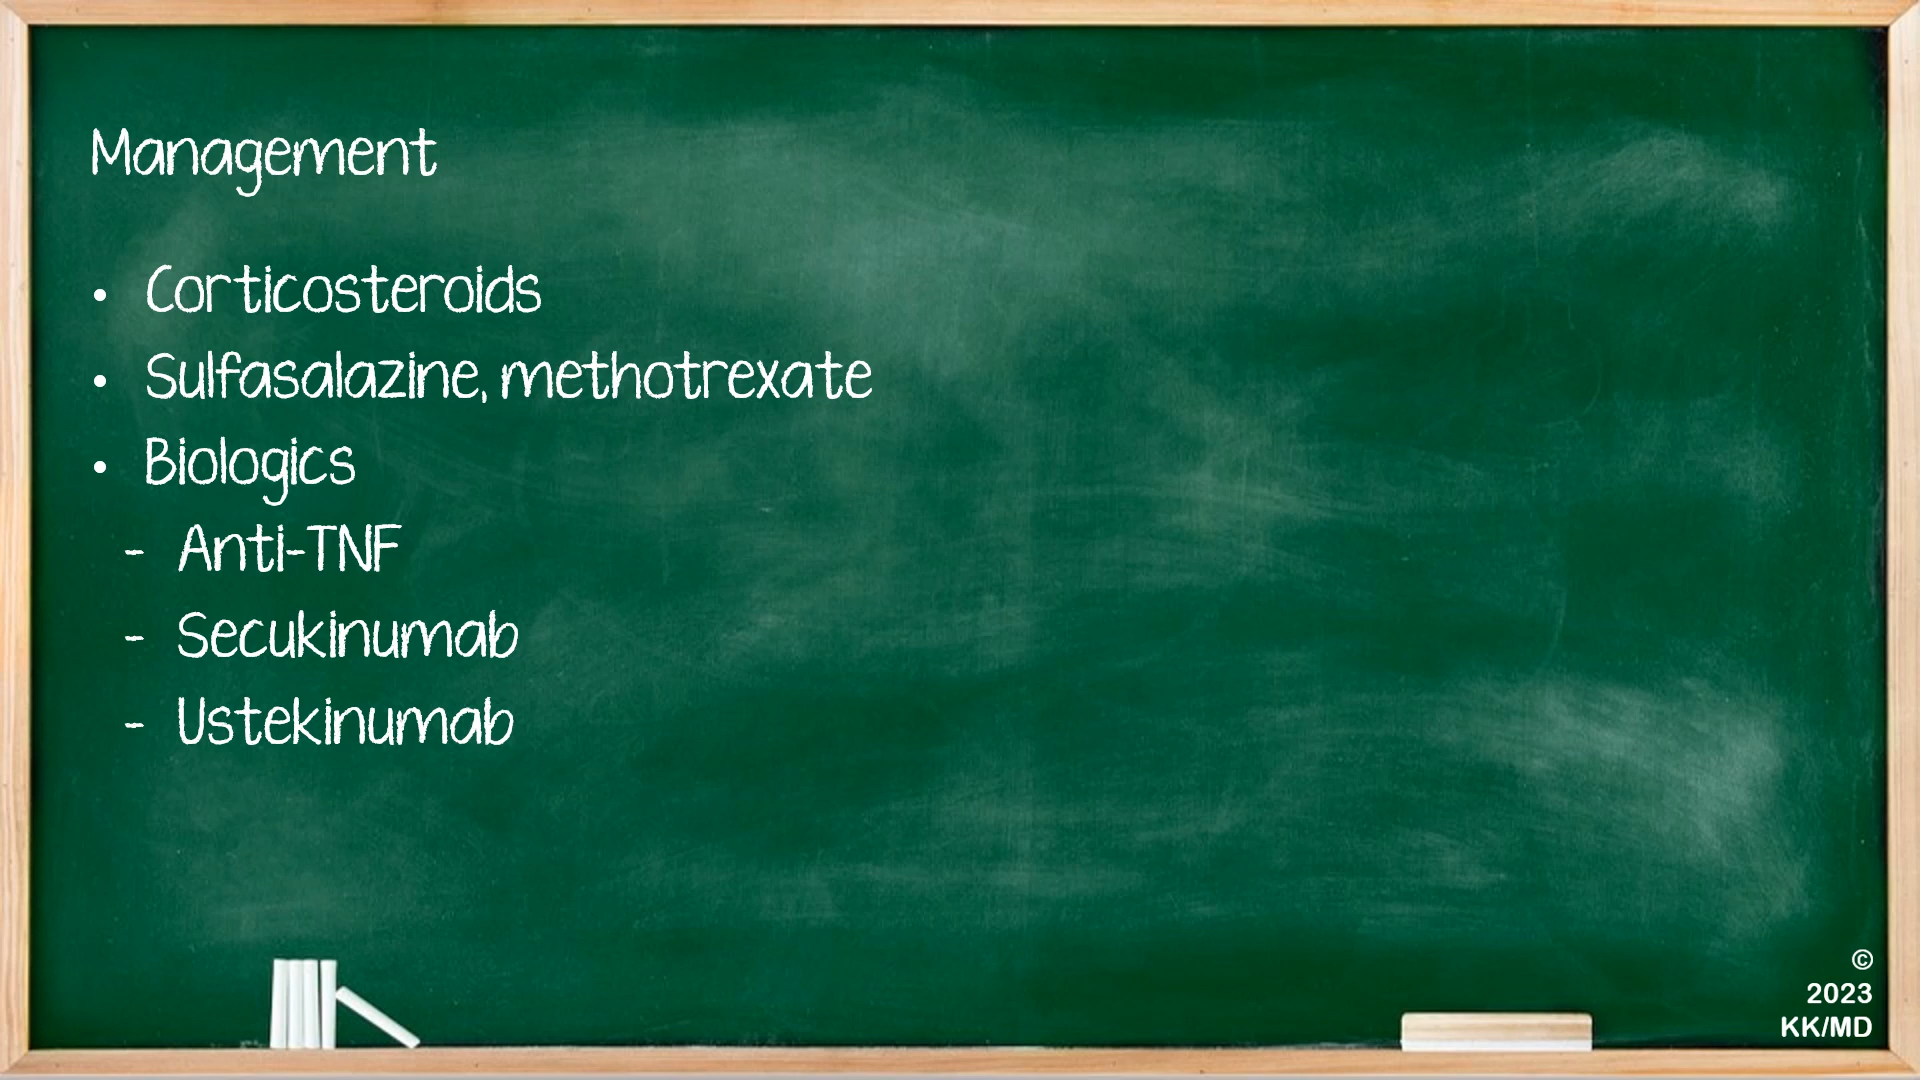 Management
• Corticosteroids
• Sulfasalazine, methotrexate
• Biologics
- Anti-TNF
- Secukinumab
- Ustekinumab
©
2023
KK/MD